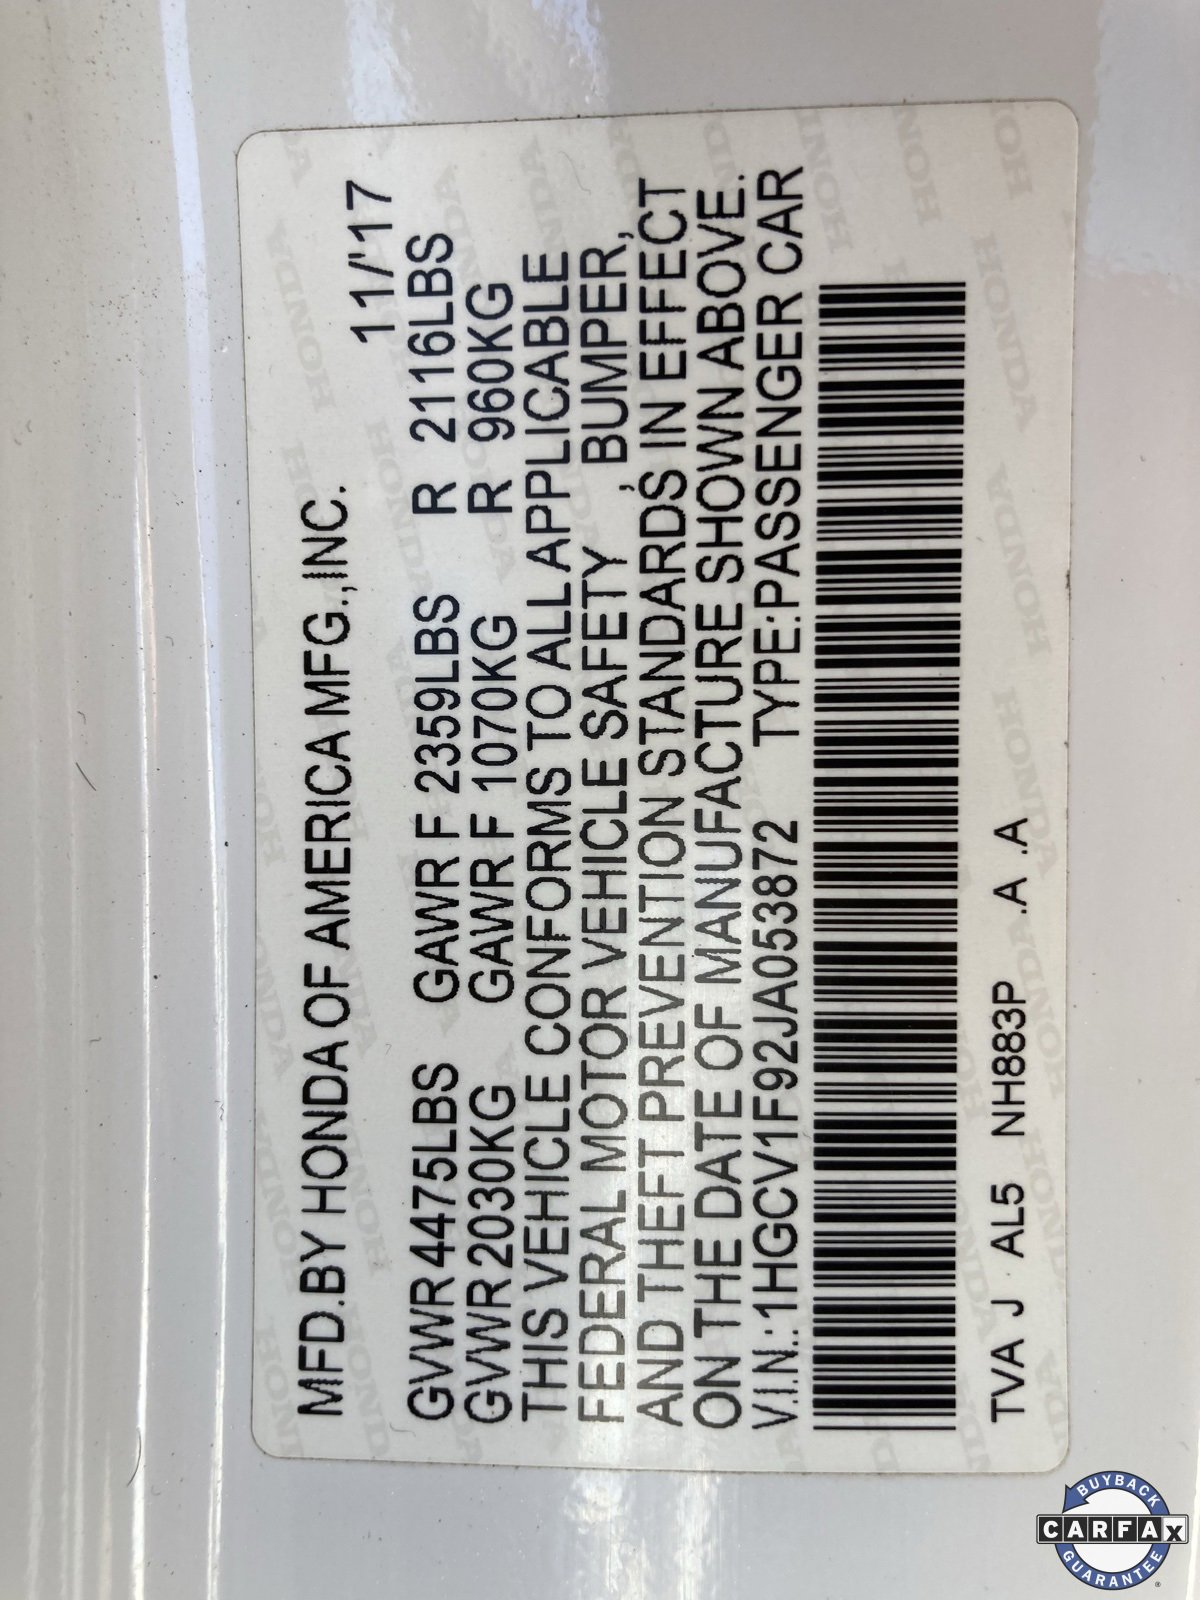 MFD.BY HONDA OF AMERICA MFG.,INC. 11/'17
GVWR 4475LBS GAWR F 2359LBS R 2116LBS
GVWR 2030KG GAWR F 1070KG R 960KG
THIS VEHICLE CONFORMS TO ALL APPLICABLE
FEDERAL MOTOR VEHICLE SAFETY , BUMPER,
AND THEFT PREVENTION STANDARDS IN EFFECT
ON THE DATE OF MANUFACTURE SHOWN ABOVE.
V.I.N.:1HGCV1F92JA053872 TYPE:PASSENGER CAR
TVA J AL5 NH883P .A .A
BUYBACK
CARFAX
GUARANTEE